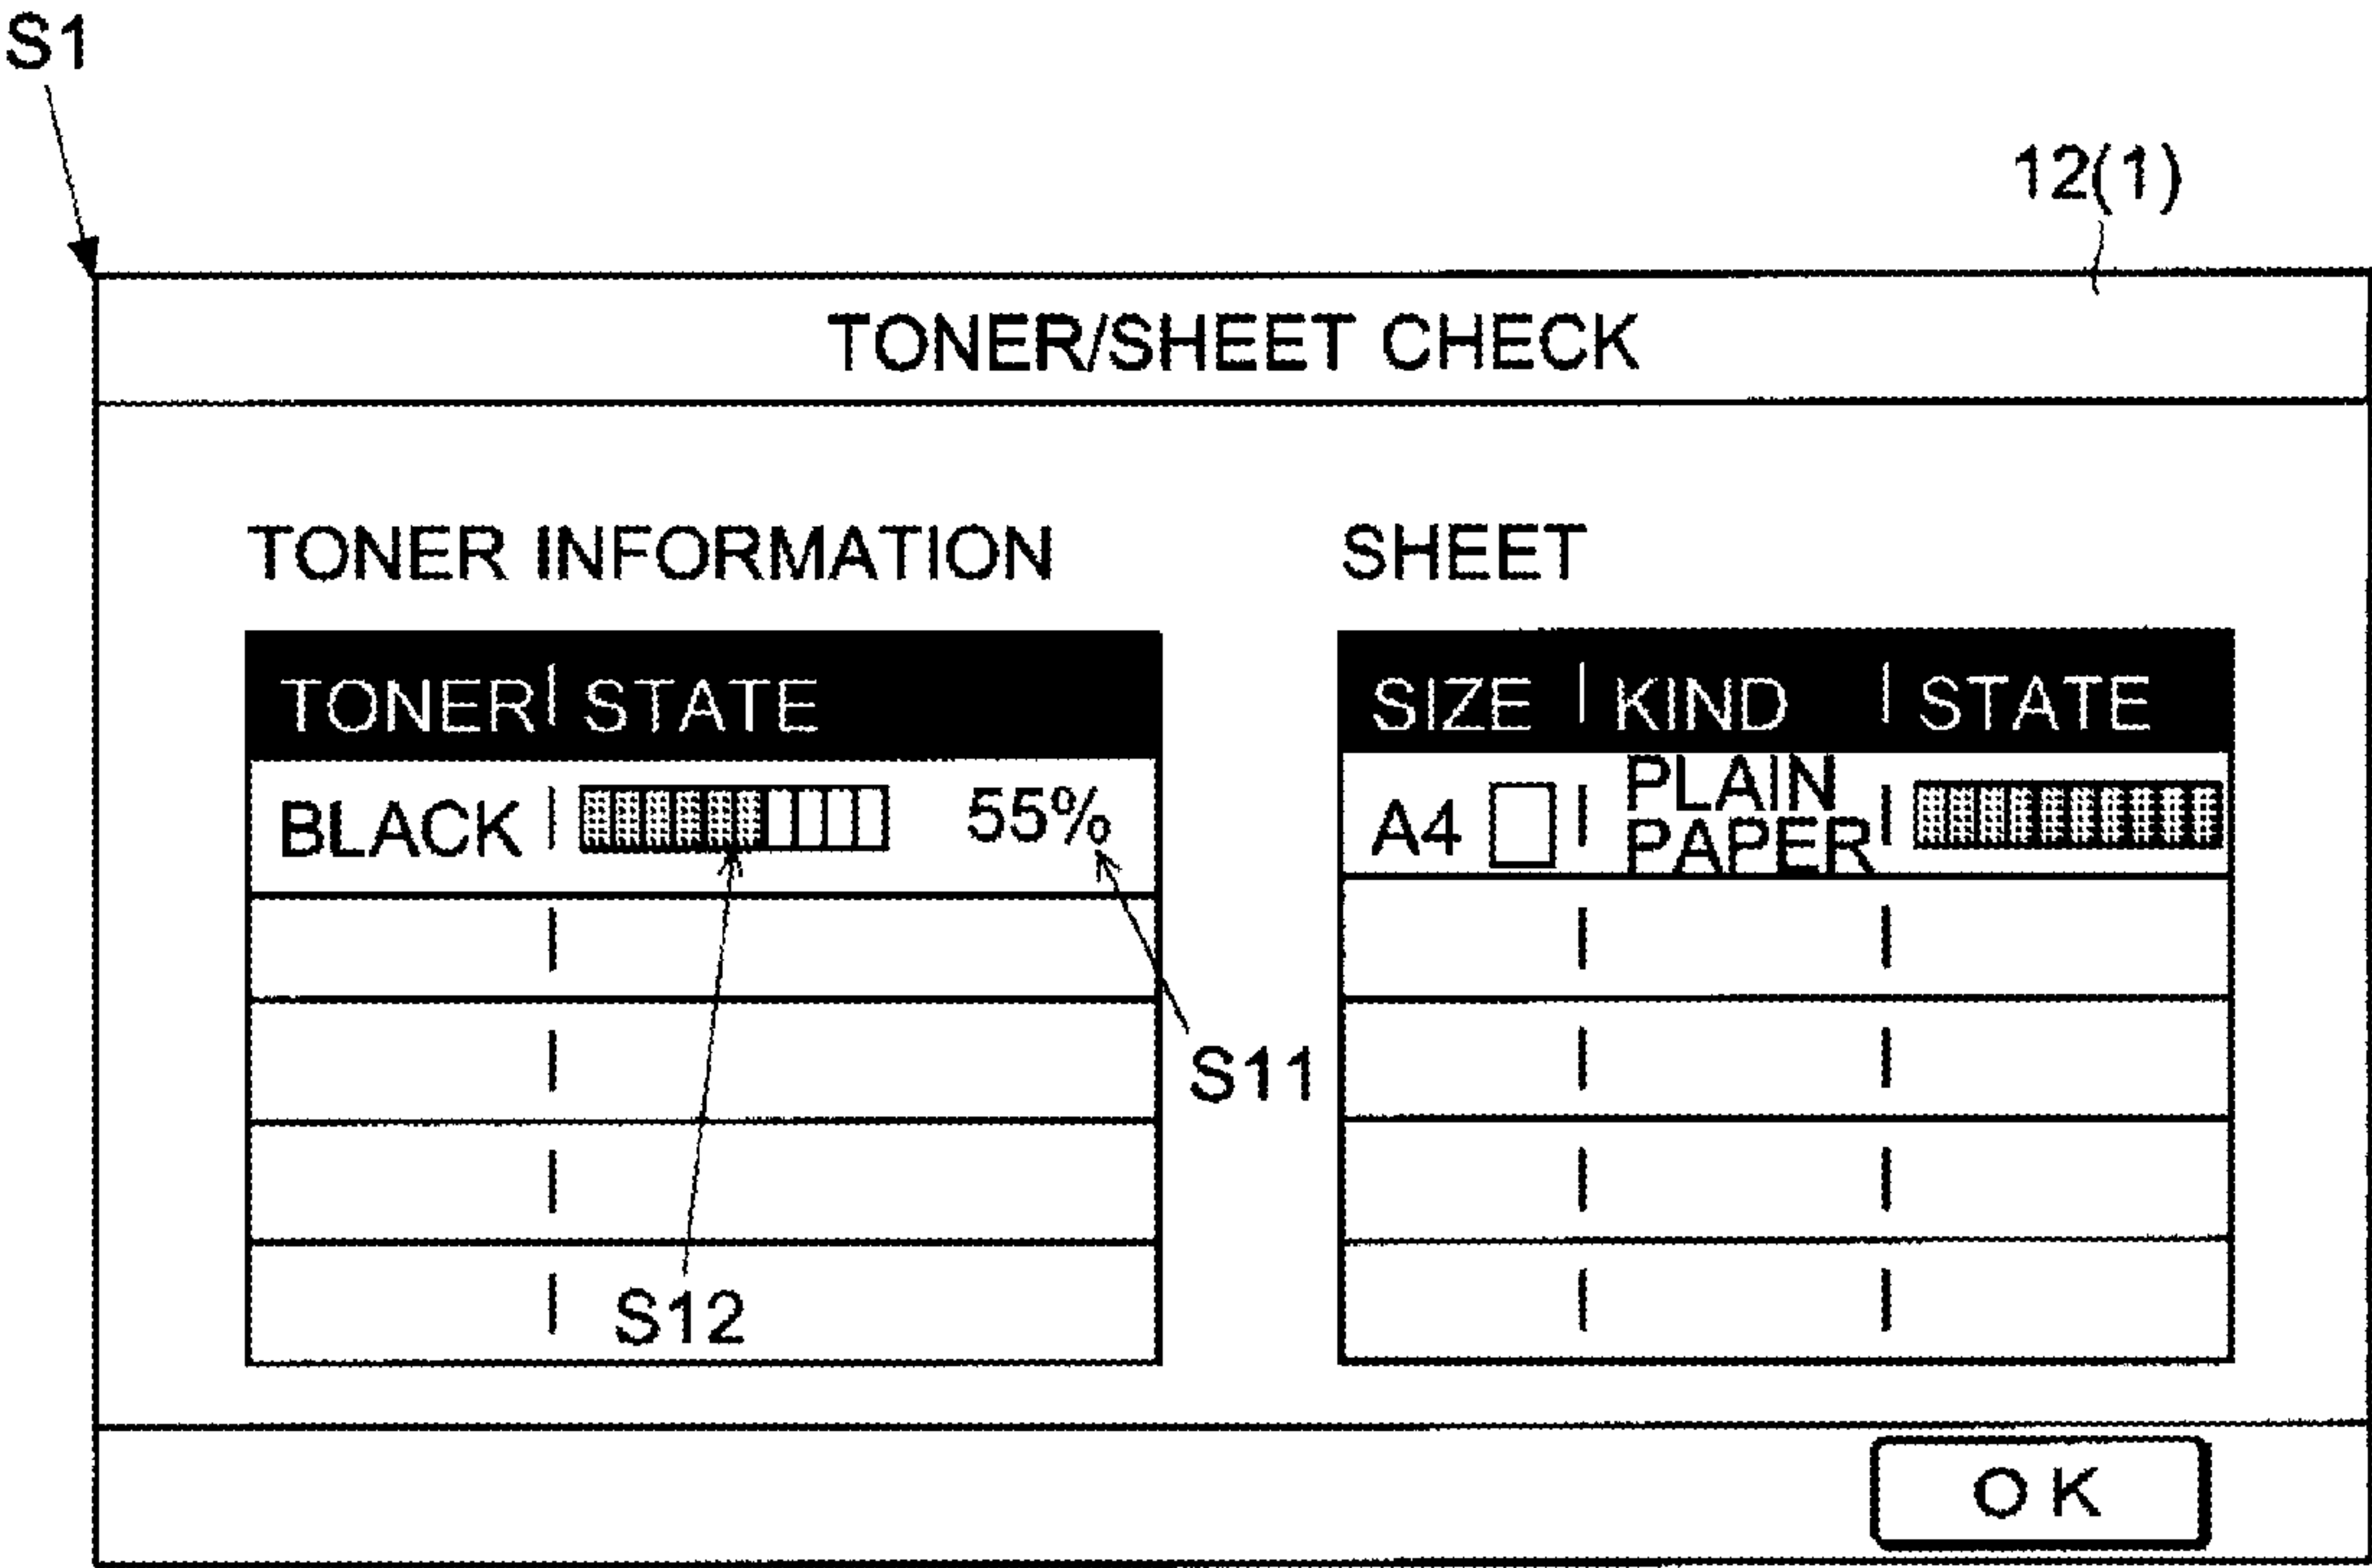 S1
12(1)
TONER/SHEET CHECK
TONER INFORMATION
SHEET
TONER STATE
SIZE KIND STATE
BLACK 55%
A4 PLAIN PAPER
S11
S12
OK